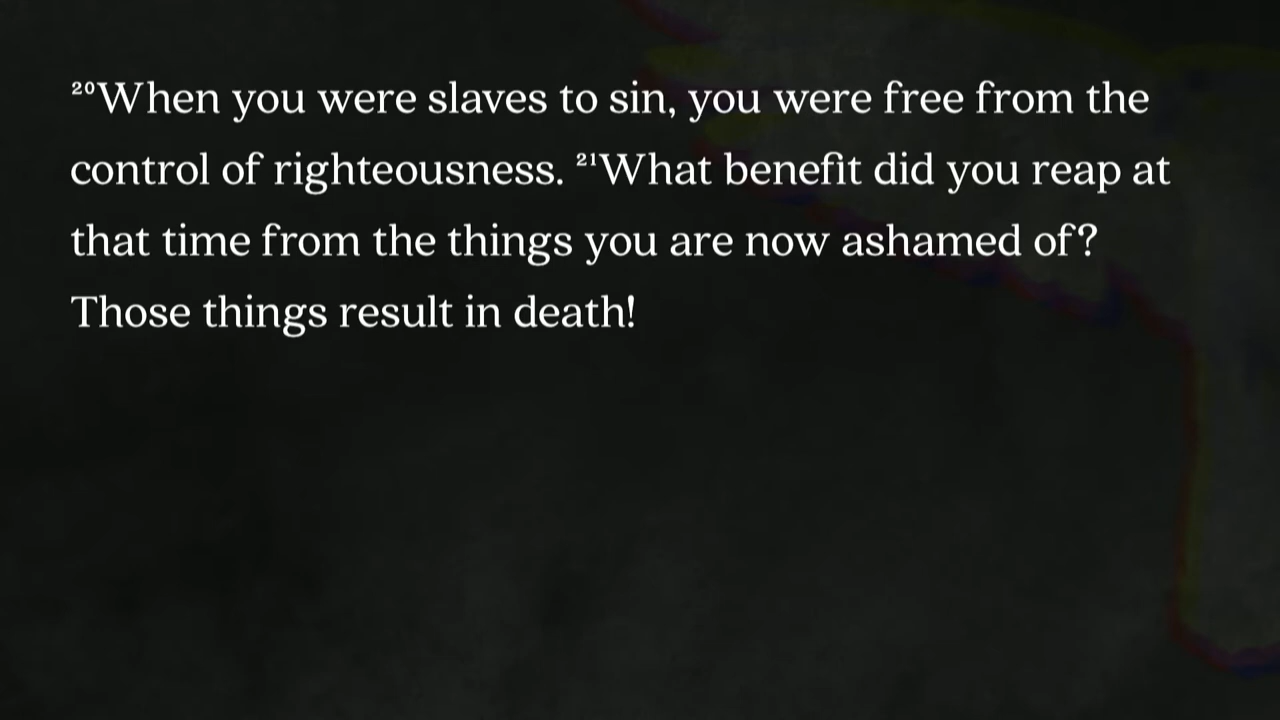 ²⁰When you were slaves to sin, you were free from the
control of righteousness. ²¹What benefit did you reap at
that time from the things you are now ashamed of?
Those things result in death!